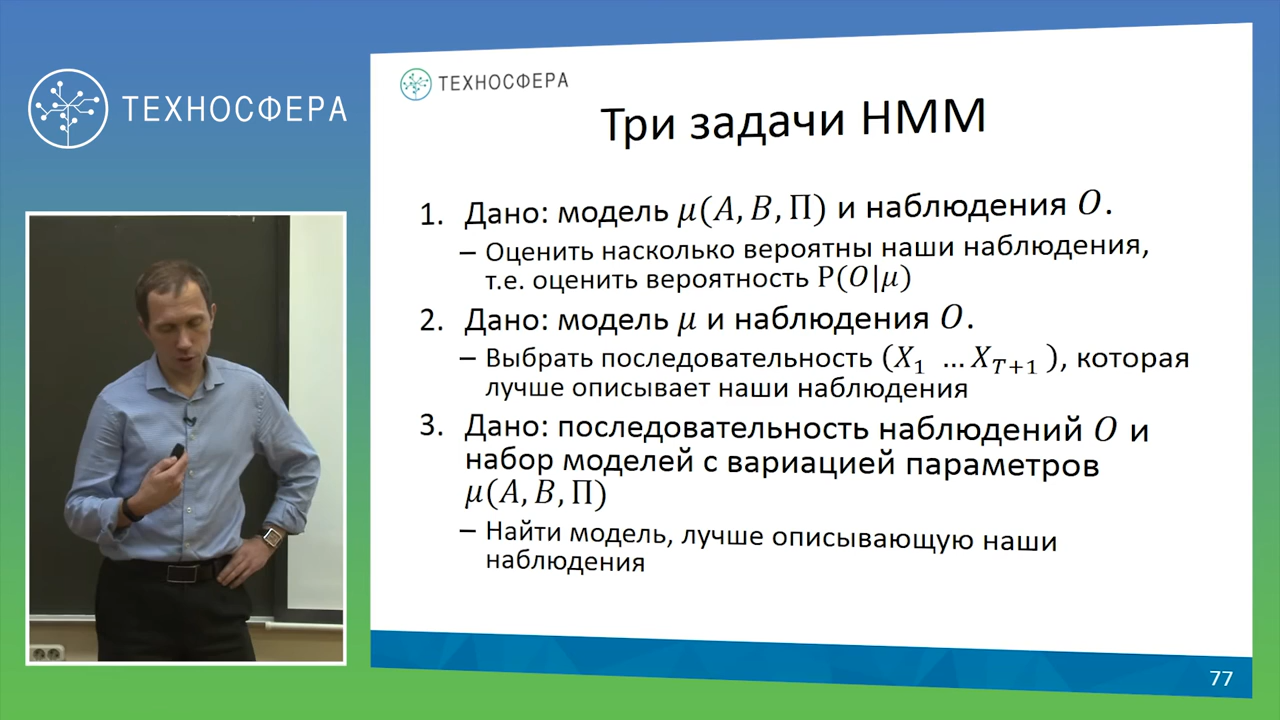 ТЕХНОСФЕРА
ТЕХНОСФЕРА
Три задачи НММ
1. Дано: модель μ(A, B, Π) и наблюдения O.
– Оценить насколько вероятны наши наблюдения,
т.е. оценить вероятность P(O|μ)
2. Дано: модель μ и наблюдения O.
– Выбрать последовательность (X₁ ... X_{T+1} ), которая
лучше описывает наши наблюдения
3. Дано: последовательность наблюдений O и
набор моделей с вариацией параметров
μ(A, B, Π)
– Найти модель, лучше описывающую наши
наблюдения
77